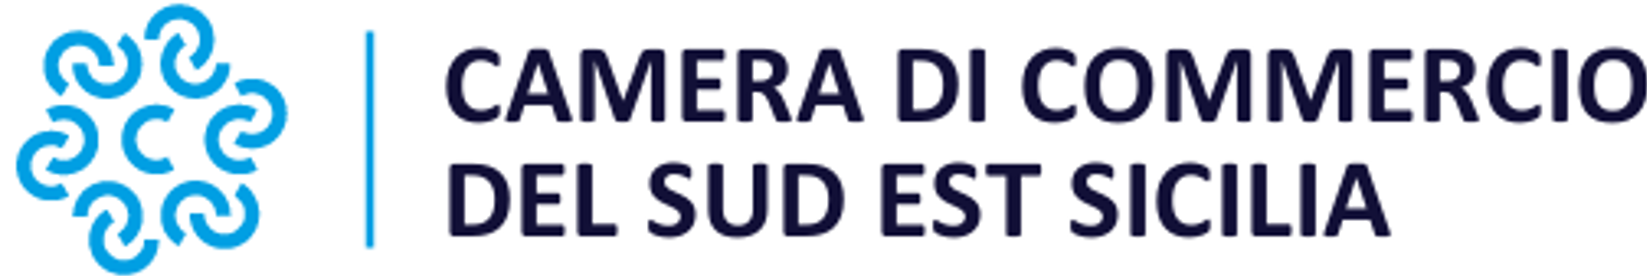 CAMERA DI COMMERCIO
DEL SUD EST SICILIA